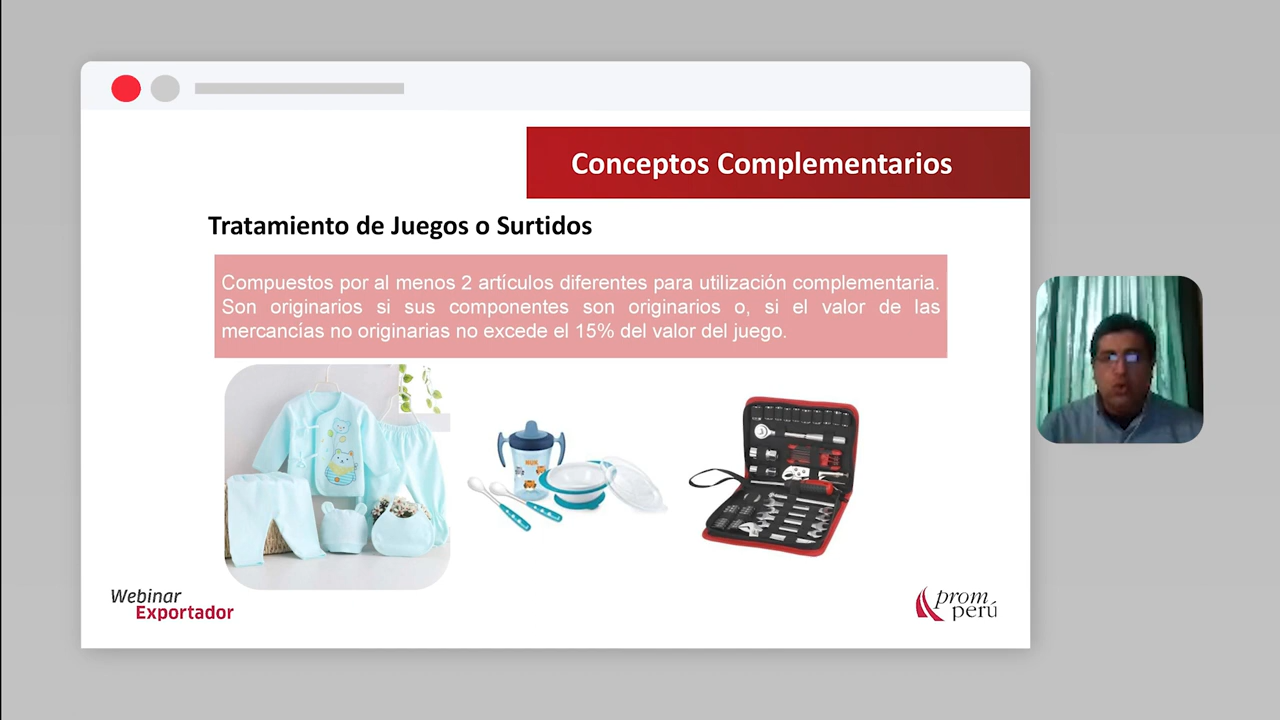 Conceptos Complementarios
Tratamiento de Juegos o Surtidos
Compuestos por al menos 2 artículos diferentes para utilización complementaria.
Son originarios si sus componentes son originarios o, si el valor de las
mercancías no originarias no excede el 15% del valor del juego.
Webinar
Exportador
prom
perú